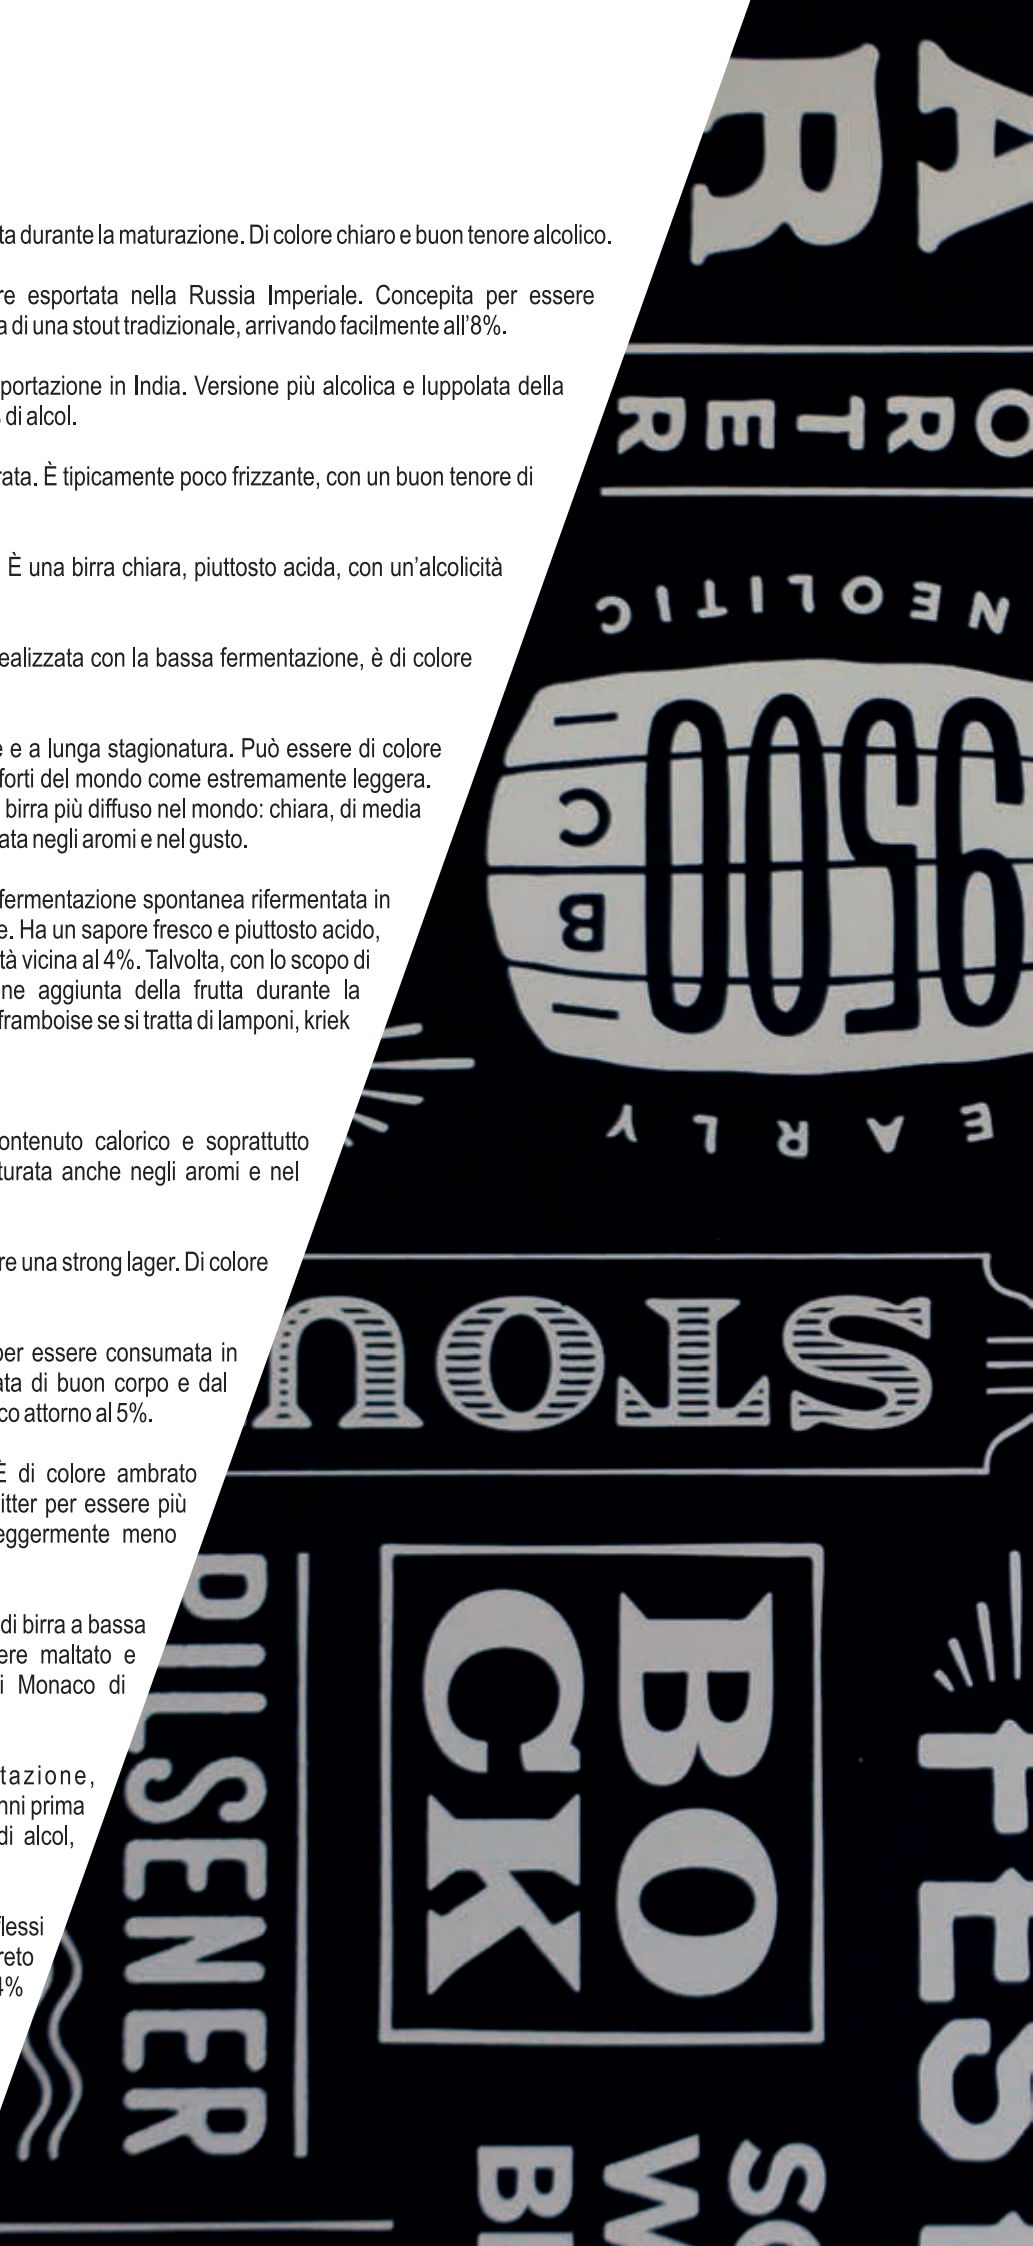 ta durante la maturazione. Di colore chiaro e buon tenore alcolico.
re esportata nella Russia Imperiale. Concepita per essere
a di una stout tradizionale, arrivando facilmente all'8%.
portazione in India. Versione più alcolica e luppolata della
di alcol.
rata. È tipicamente poco frizzante, con un buon tenore di
È una birra chiara, piuttosto acida, con un'alcolicità
ealizzata con la bassa fermentazione, è di colore
e e a lunga stagionatura. Può essere di colore
forti del mondo come estremamente leggera.
birra più diffuso nel mondo: chiara, di media
ata negli aromi e nel gusto.
fermentazione spontanea rifermentata in
e. Ha un sapore fresco e piuttosto acido,
tà vicina al 4%. Talvolta, con lo scopo di
ne aggiunta della frutta durante la
framboise se si tratta di lamponi, kriek
ontenuto calorico e soprattutto
turata anche negli aromi e nel
re una strong lager. Di colore
per essere consumata in
ata di buon corpo e dal
co attorno al 5%.
È di colore ambrato
itter per essere più
eggermente meno
di birra a bassa
ere maltato e
i Monaco di
tazione,
nni prima
di alcol,
flessi
reto
4%
AR
ORTER
NEOLITIC
9500
I C B I
EARLY
STOU
PILSENER
BO
CK
FES
SC
W
BI